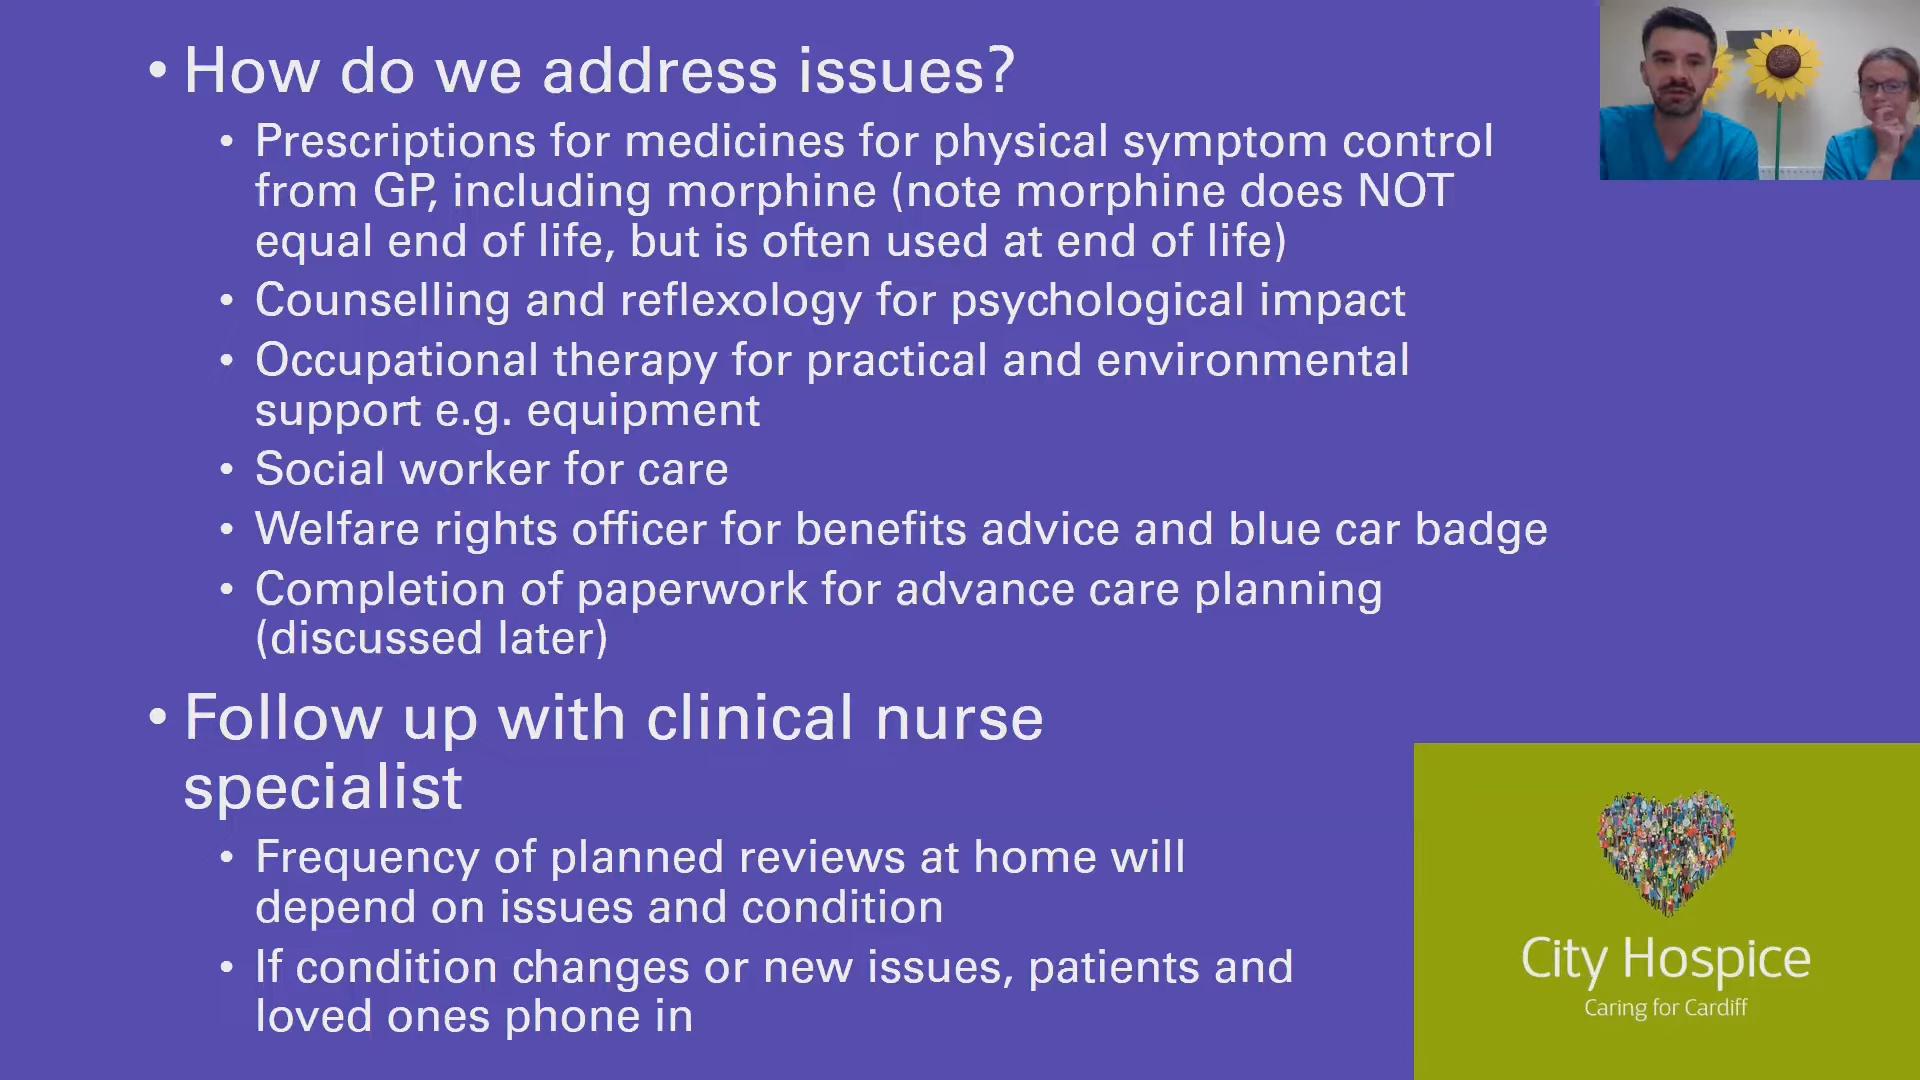 • How do we address issues?
• Prescriptions for medicines for physical symptom control
from GP, including morphine (note morphine does NOT
equal end of life, but is often used at end of life)
• Counselling and reflexology for psychological impact
• Occupational therapy for practical and environmental
support e.g. equipment
• Social worker for care
• Welfare rights officer for benefits advice and blue car badge
• Completion of paperwork for advance care planning
(discussed later)
• Follow up with clinical nurse
specialist
• Frequency of planned reviews at home will
depend on issues and condition
• If condition changes or new issues, patients and
loved ones phone in
City Hospice
Caring for Cardiff